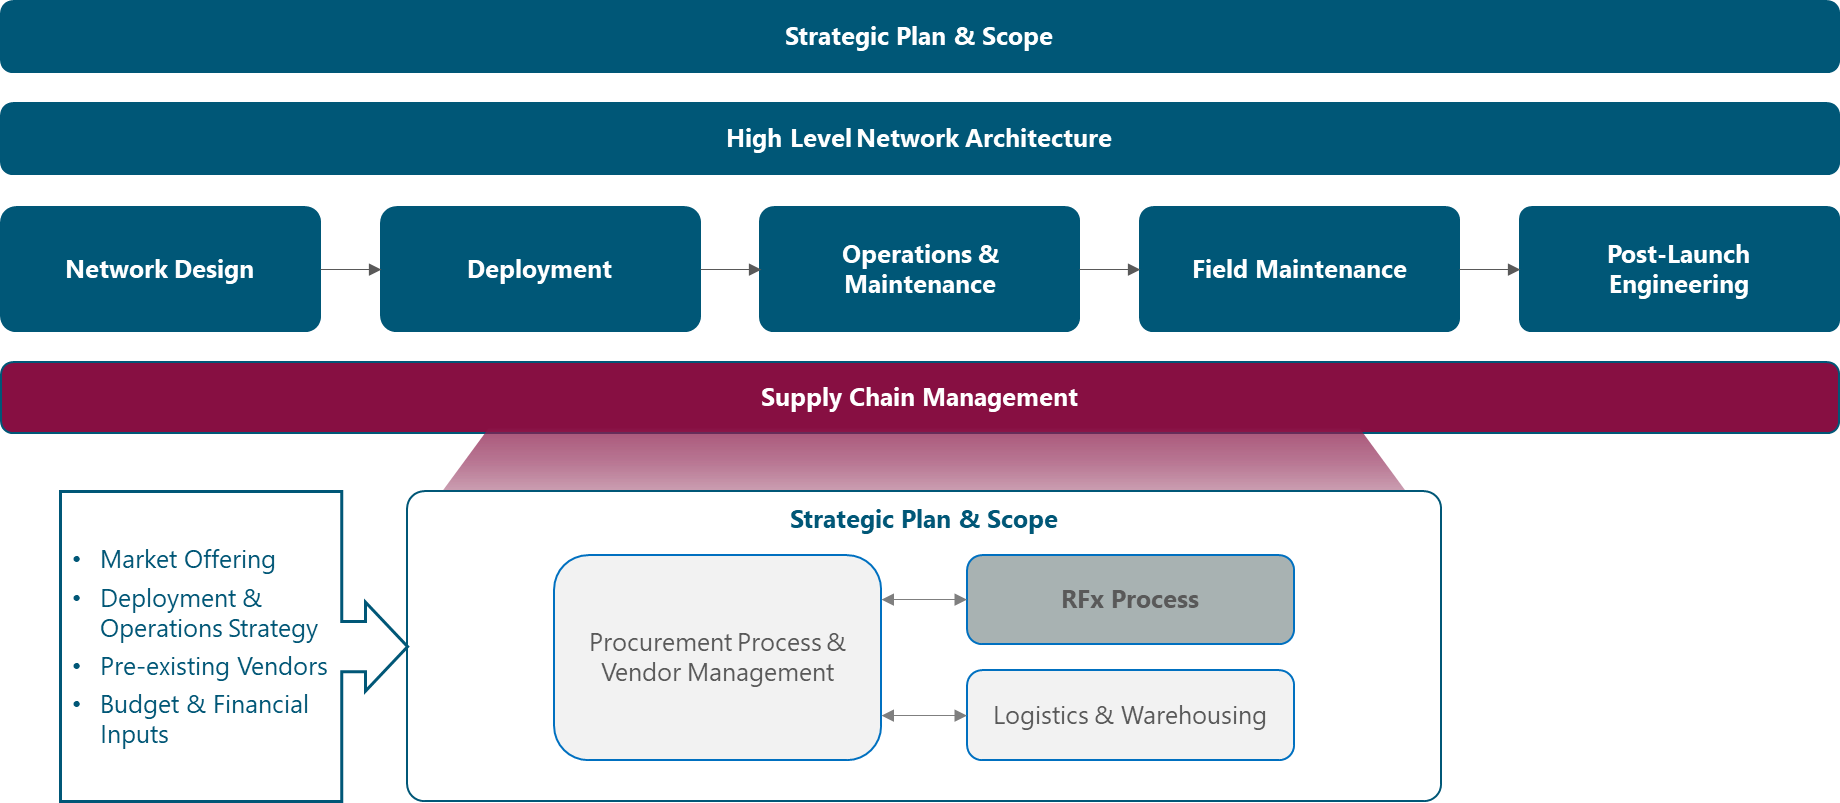 Strategic Plan & Scope
High Level Network Architecture
Network Design
Deployment
Operations &
Maintenance
Field Maintenance
Post-Launch
Engineering
Supply Chain Management
• Market Offering
• Deployment &
Operations Strategy
• Pre-existing Vendors
• Budget & Financial
Inputs
Strategic Plan & Scope
Procurement Process &
Vendor Management
RFx Process
Logistics & Warehousing